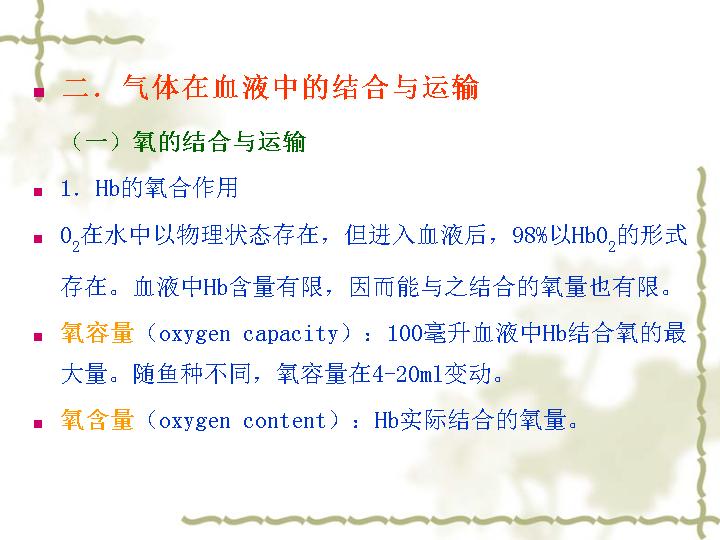 二．气体在血液中的结合与运输
（一）氧的结合与运输
1．Hb的氧合作用
O2在水中以物理状态存在，但进入血液后，98%以HbO2的形式
存在。血液中Hb含量有限，因而能与之结合的氧量也有限。
氧容量（oxygen capacity）：100毫升血液中Hb结合氧的最
大量。随鱼种不同，氧容量在4-20ml变动。
氧含量（oxygen content）：Hb实际结合的氧量。